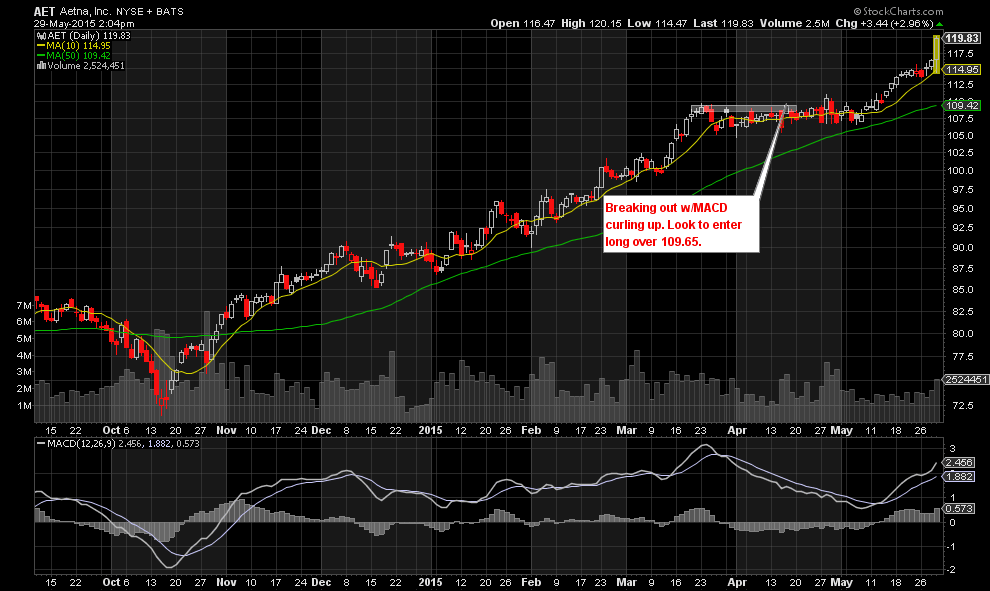 AET Aetna, Inc. NYSE + BATS
© StockCharts.com
29-May-2015 2:04pm
Open 116.47 High 120.15 Low 114.47 Last 119.83 Volume 2.5M Chg +3.44 (+2.96%)
AET (Daily) 119.83
MA(10) 114.95
MA(50) 109.42
Volume 2,524,451
119.83
117.5
114.95
112.5
109.42
107.5
105.0
102.5
100.0
97.5
95.0
92.5
90.0
87.5
85.0
82.5
80.0
77.5
2524451
72.5
7M
6M
5M
4M
3M
2M
1M
Breaking out w/MACD
curling up. Look to enter
long over 109.65.
15 22 Oct 6 13 20 27 Nov 10 17 24 Dec 8 15 22 2015 12 20 26 Feb 9 17 23 Mar 9 16 23 Apr 13 20 27 May 11 18 26
MACD(12,26,9) 2.456, 1.882, 0.573
3
2.456
1.882
1
0.573
0
-1
-2
15 22 Oct 6 13 20 27 Nov 10 17 24 Dec 8 15 22 2015 12 20 26 Feb 9 17 23 Mar 9 16 23 Apr 13 20 27 May 11 18 26